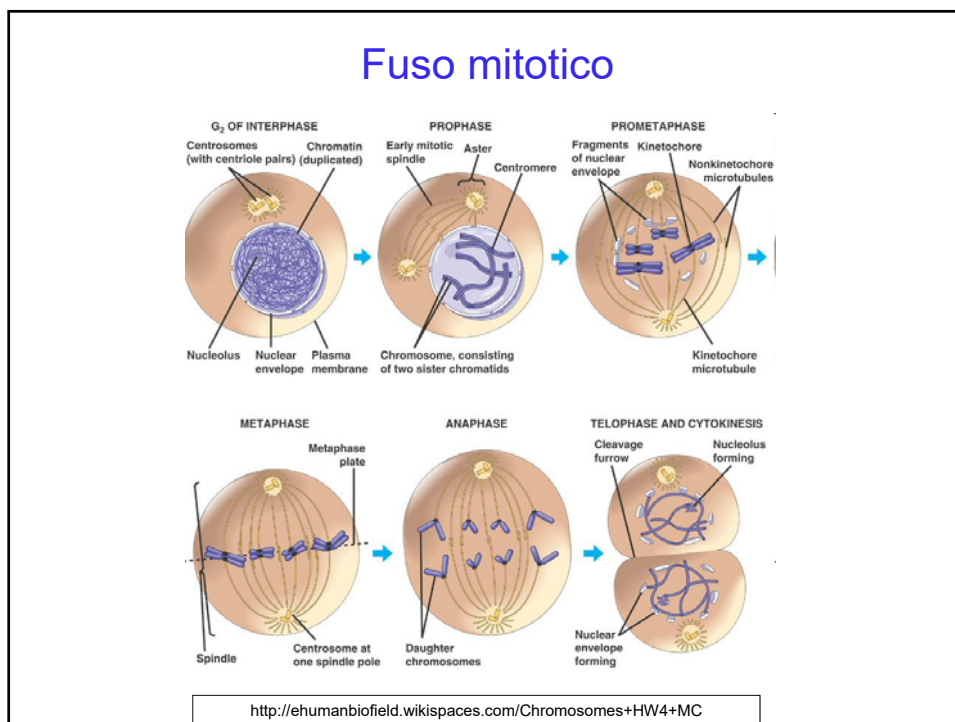 Fuso mitotico
G₂ OF INTERPHASE
Centrosomes
(with centriole pairs)
Chromatin
(duplicated)
Nucleolus
Nuclear
envelope
Plasma
membrane
PROPHASE
Early mitotic
spindle
Aster
Centromere
Chromosome, consisting
of two sister chromatids
PROMETAPHASE
Fragments
of nuclear
envelope
Kinetochore
Nonkinetochore
microtubules
Kinetochore
microtubule
METAPHASE
Metaphase
plate
Spindle
Centrosome at
one spindle pole
ANAPHASE
Daughter
chromosomes
TELOPHASE AND CYTOKINESIS
Cleavage
furrow
Nucleolus
forming
Nuclear
envelope
forming
http://ehumanbiofield.wikispaces.com/Chromosomes+HW4+MC